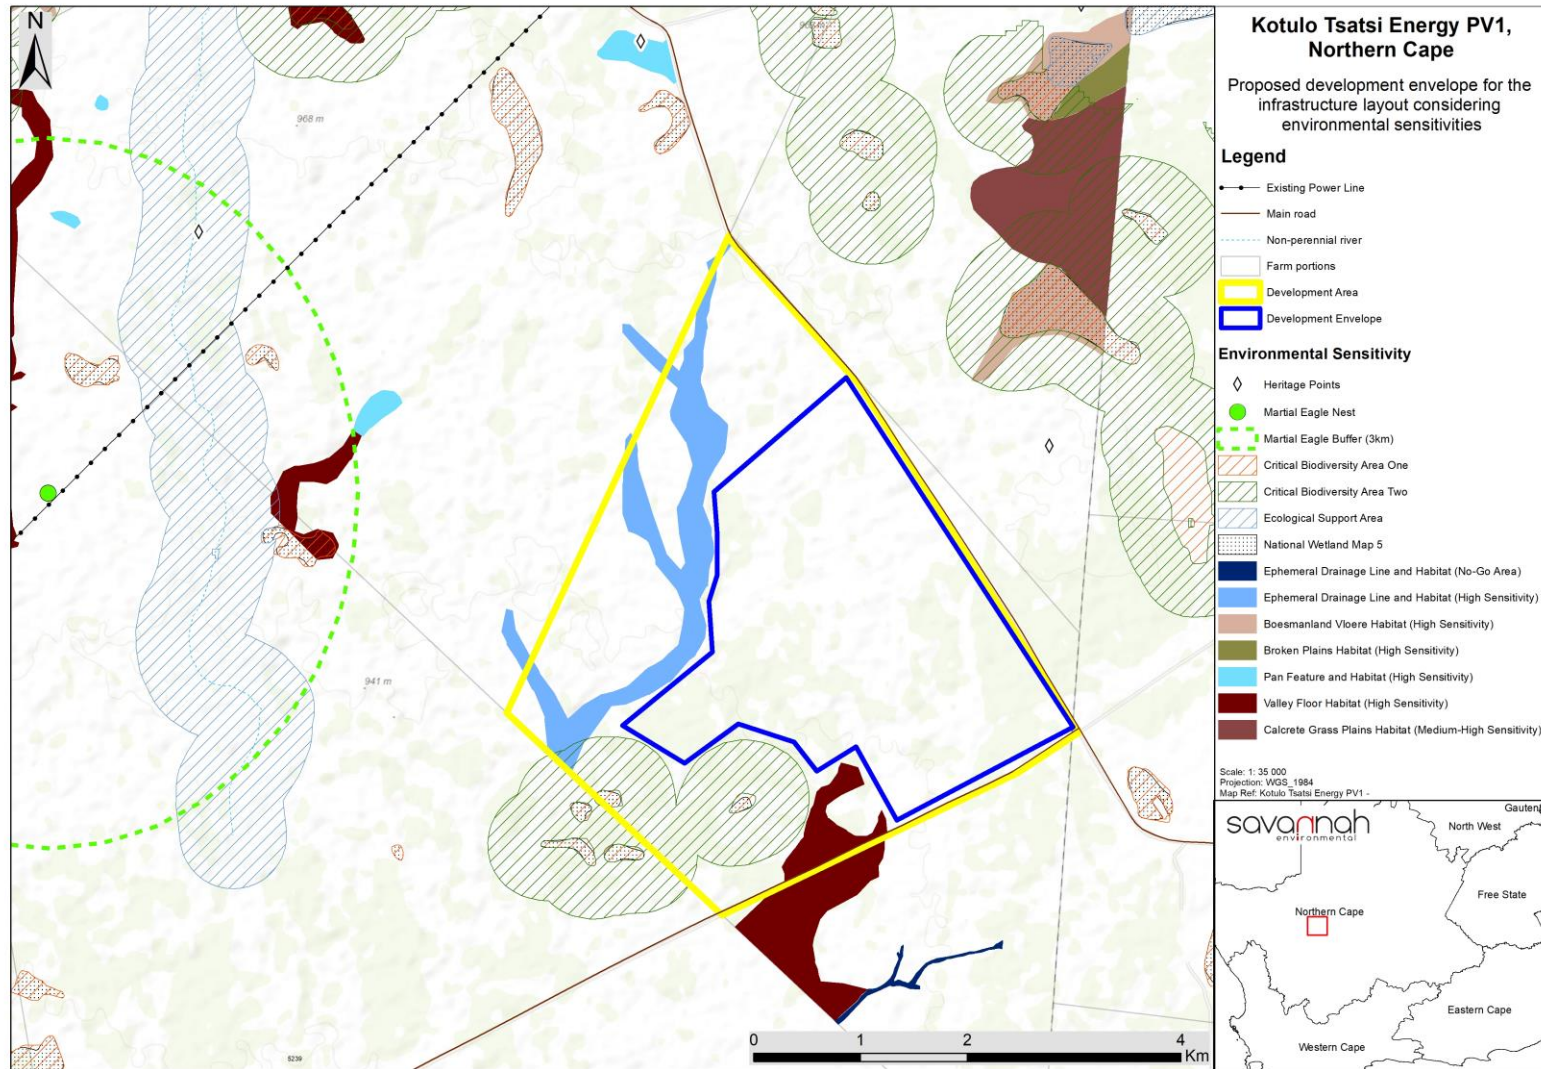 N
968 m
941 m
5239
0 1 2 4
Km
Kotulo Tsatsi Energy PV1,
Northern Cape
Proposed development envelope for the
infrastructure layout considering
environmental sensitivities
Legend
Existing Power Line
Main road
Non-perennial river
Farm portions
Development Area
Development Envelope
Environmental Sensitivity
Heritage Points
Martial Eagle Nest
Martial Eagle Buffer (3km)
Critical Biodiversity Area One
Critical Biodiversity Area Two
Ecological Support Area
National Wetland Map 5
Ephemeral Drainage Line and Habitat (No-Go Area)
Ephemeral Drainage Line and Habitat (High Sensitivity)
Boesmanland Vloere Habitat (High Sensitivity)
Broken Plains Habitat (High Sensitivity)
Pan Feature and Habitat (High Sensitivity)
Valley Floor Habitat (High Sensitivity)
Calcrete Grass Plains Habitat (Medium-High Sensitivity)
Scale: 1: 35 000
Projection: WGS_1984
Map Ref: Kotulo Tsatsi Energy PV1 -
savannah
environmental
Gauten
North West
Free State
Northern Cape
Eastern Cape
Western Cape